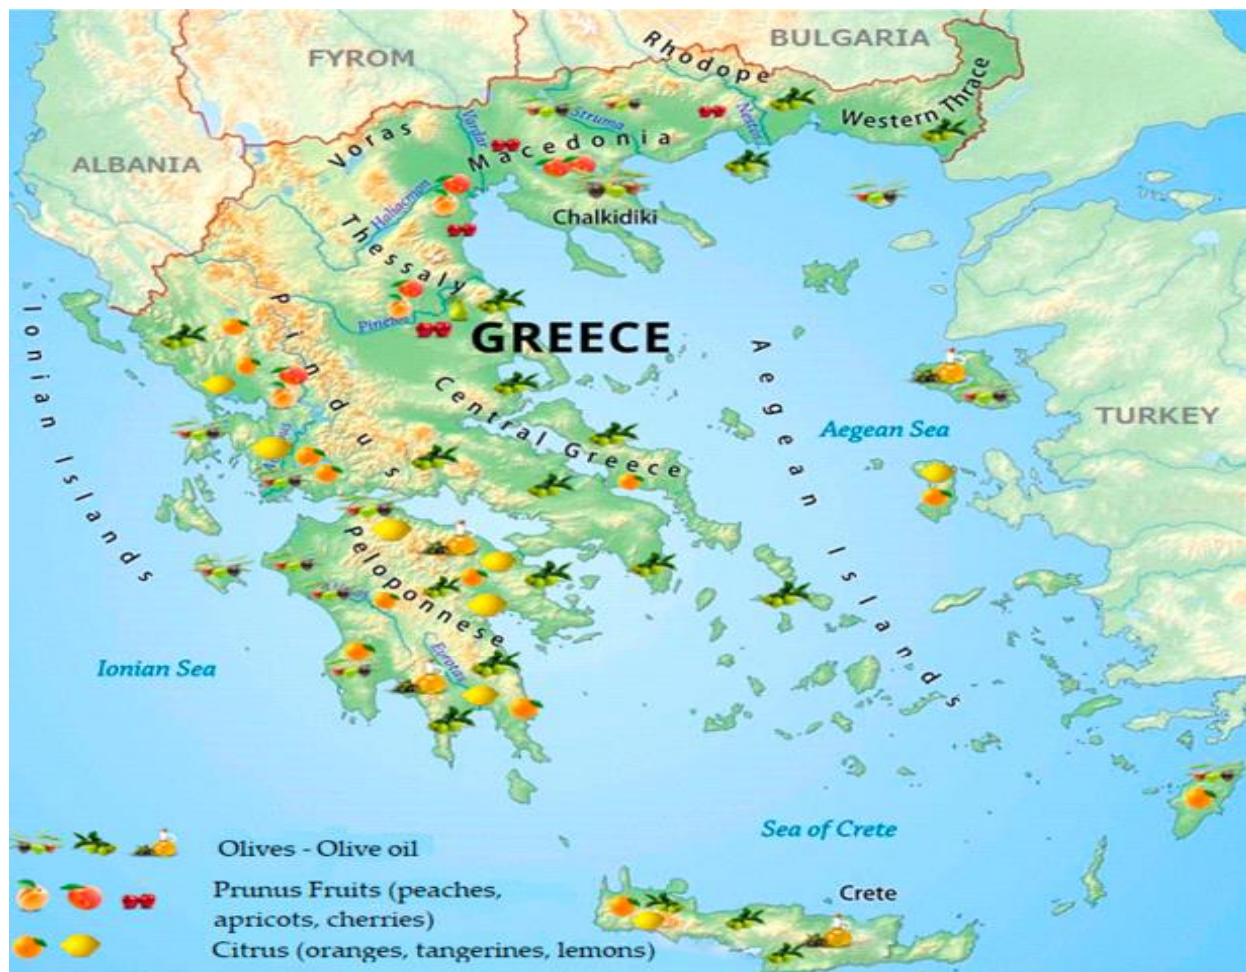 BULGARIA
FYROM
Rhodope
Western Thrace
Nestos
Struma
Vardar
Voras
Macedonia
ALBANIA
Haliacmon
Chalkidiki
Thessaly
Pineios
Ionian Islands
Pindus
GREECE
Aegean Islands
Central Greece
TURKEY
Aegean Sea
Peloponnese
Evrotas
Ionian Sea
Sea of Crete
Crete
Olives - Olive oil
Prunus Fruits (peaches,
apricots, cherries)
Citrus (oranges, tangerines, lemons)